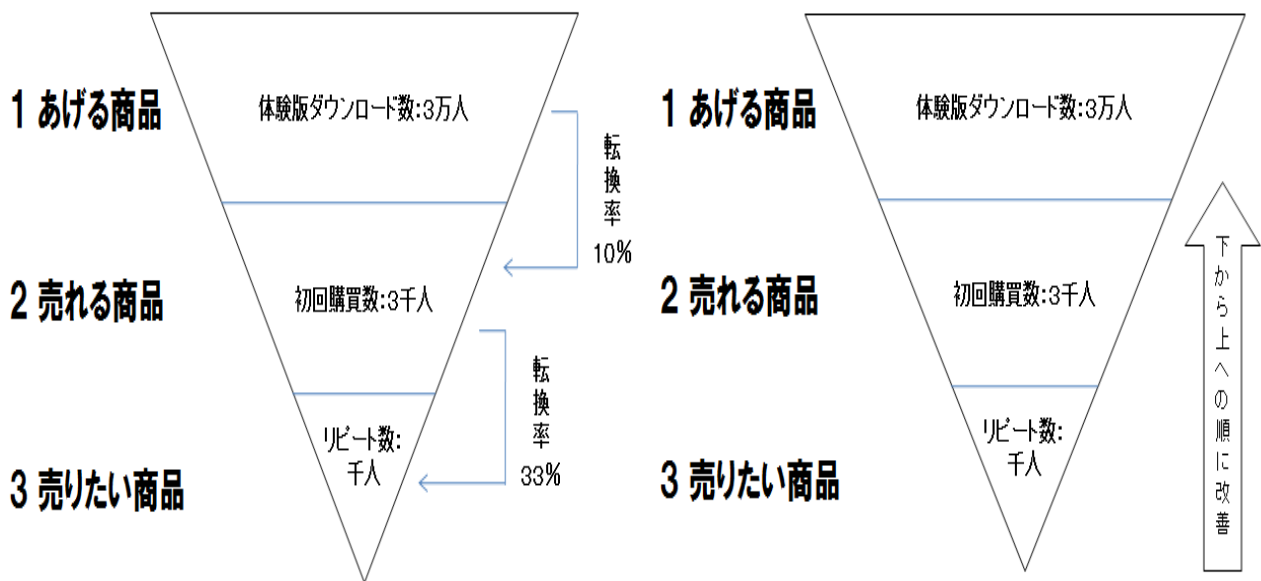 1 あげる商品
体験版ダウンロード数:3万人
転換率
10%
2 売れる商品
初回購買数:3千人
転換率
33%
3 売りたい商品
リピート数:
千人
1 あげる商品
体験版ダウンロード数:3万人
2 売れる商品
初回購買数:3千人
3 売りたい商品
リピート数:
千人
下から上への順に改善